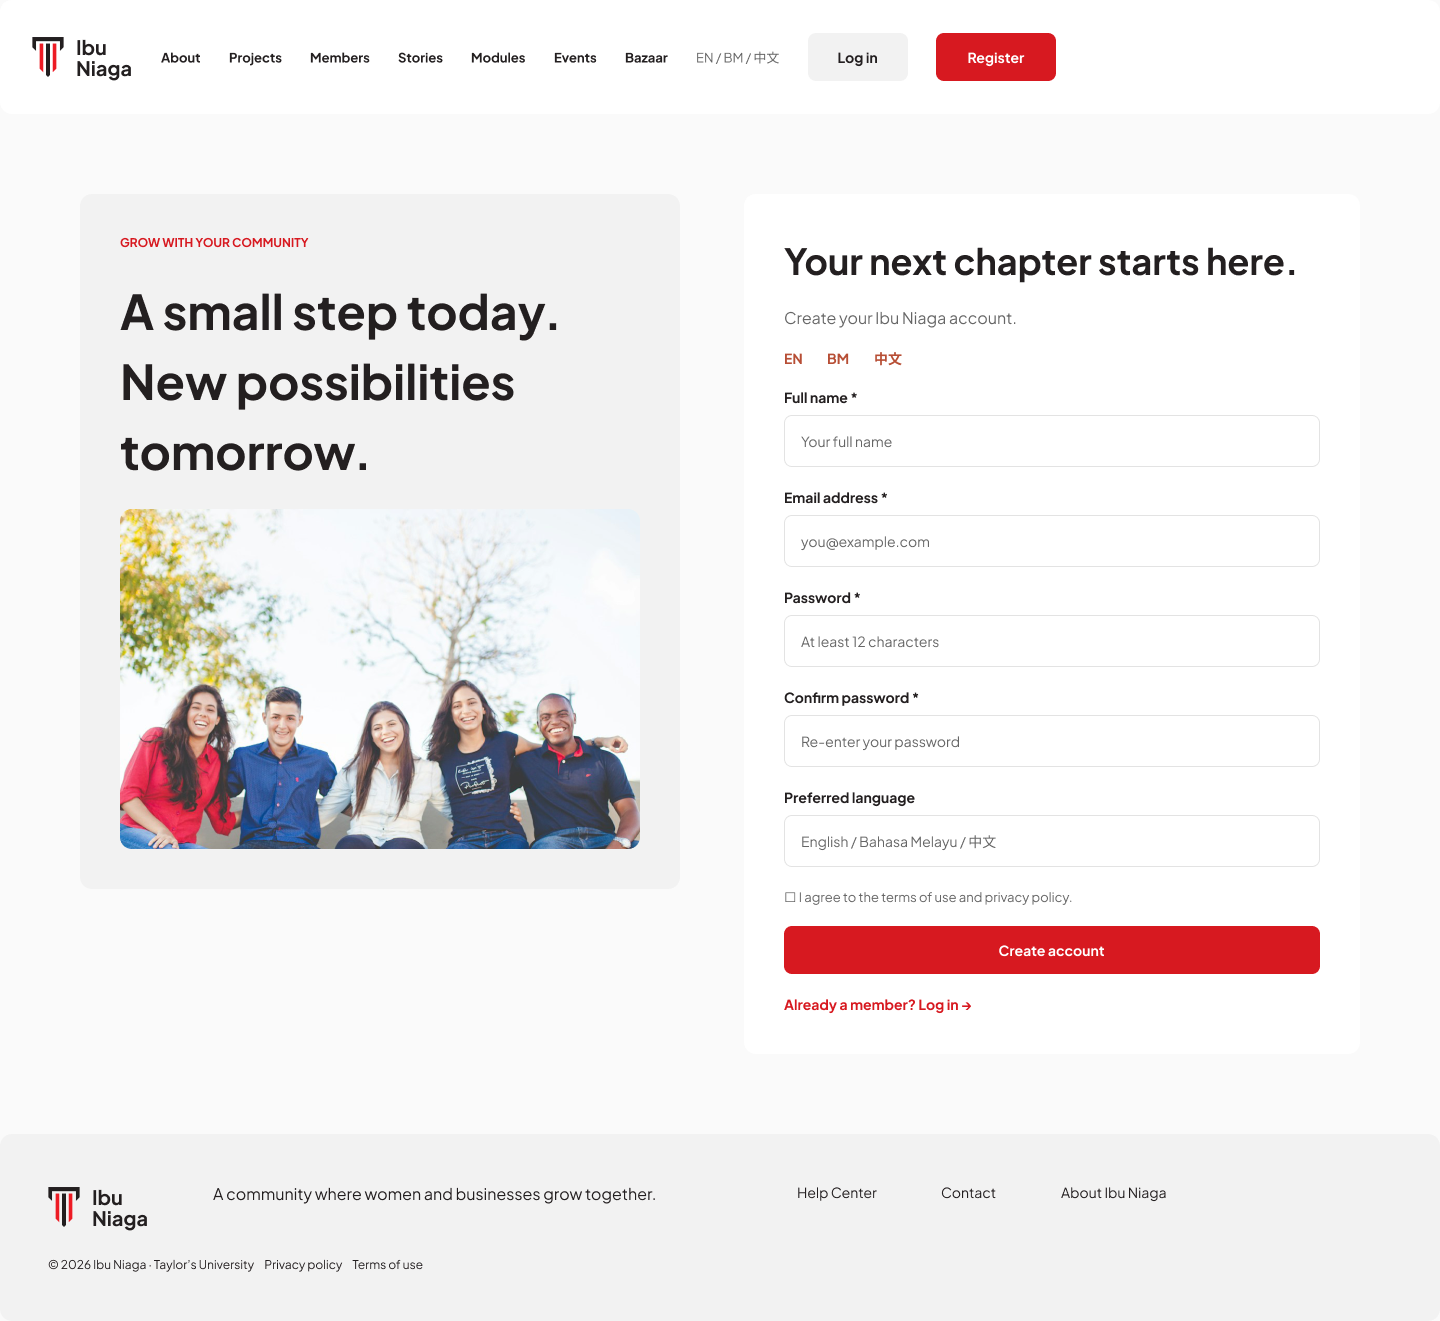 Ibu
Niaga
About
Projects
Members
Stories
Modules
Events
Bazaar
EN / BM / 中文
Log in
Register
GROW WITH YOUR COMMUNITY
A small step today.
New possibilities
tomorrow.
Your next chapter starts here.
Create your Ibu Niaga account.
EN
BM
中文
Full name *
Your full name
Email address *
you@example.com
Password *
At least 12 characters
Confirm password *
Re-enter your password
Preferred language
English / Bahasa Melayu / 中文
☐ I agree to the terms of use and privacy policy.
Create account
Already a member? Log in →
Ibu
Niaga
A community where women and businesses grow together.
Help Center
Contact
About Ibu Niaga
© 2026 Ibu Niaga · Taylor's University
Privacy policy
Terms of use